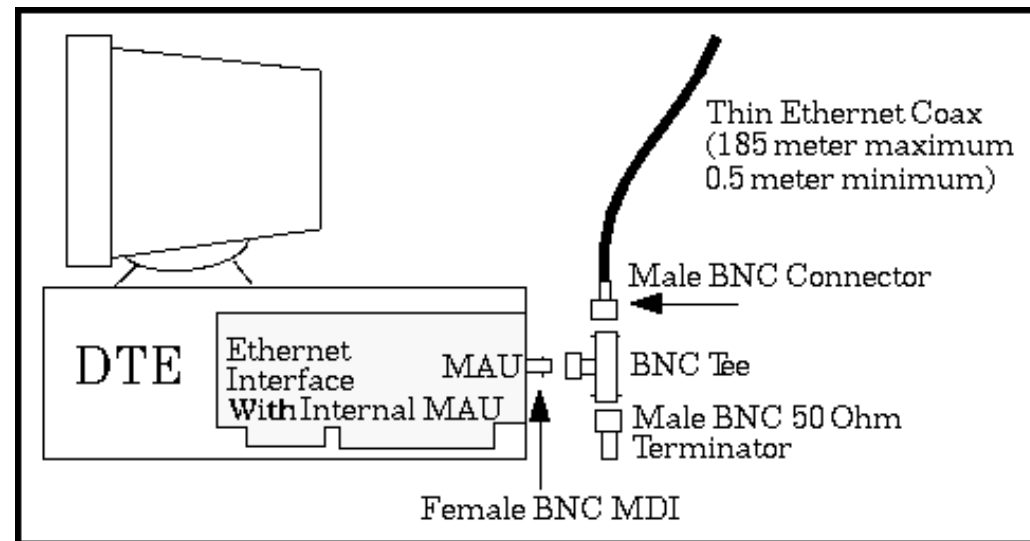 Thin Ethernet Coax
(185 meter maximum
0.5 meter minimum)
Male BNC Connector
DTE
Ethernet
Interface
With Internal MAU
MAU
BNC Tee
Male BNC 50 Ohm
Terminator
Female BNC MDI